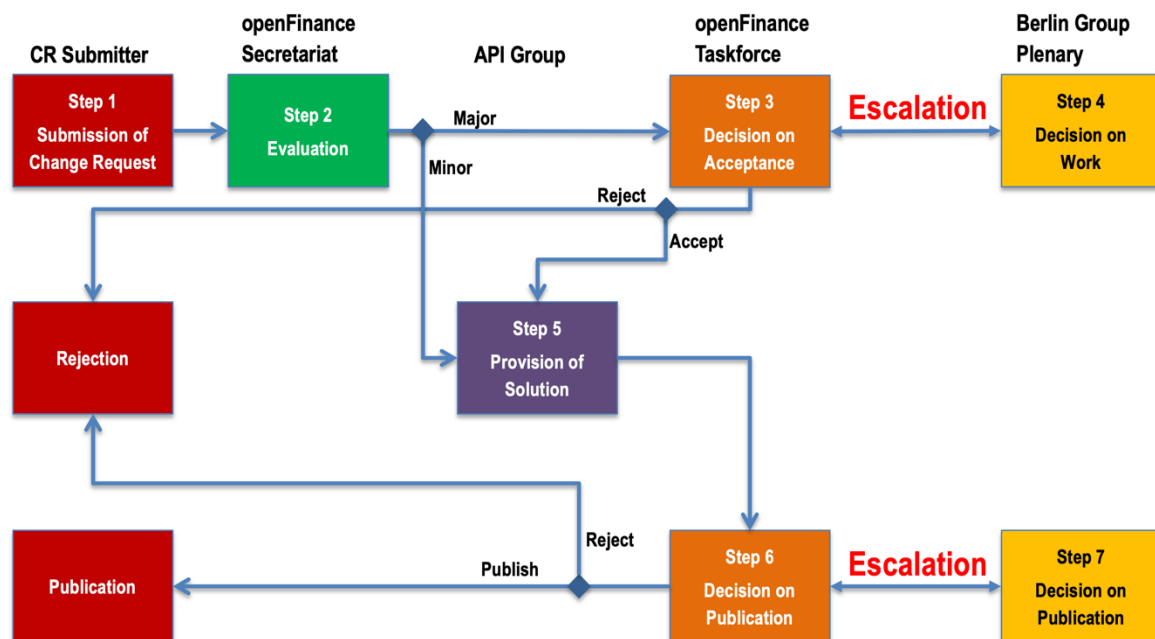 CR Submitter
openFinance
Secretariat
API Group
openFinance
Taskforce
Berlin Group
Plenary
Step 1
Submission of
Change Request
Step 2
Evaluation
Major
Minor
Step 3
Decision on
Acceptance
Escalation
Step 4
Decision on
Work
Reject
Accept
Rejection
Step 5
Provision of
Solution
Reject
Publish
Publication
Step 6
Decision on
Publication
Escalation
Step 7
Decision on
Publication